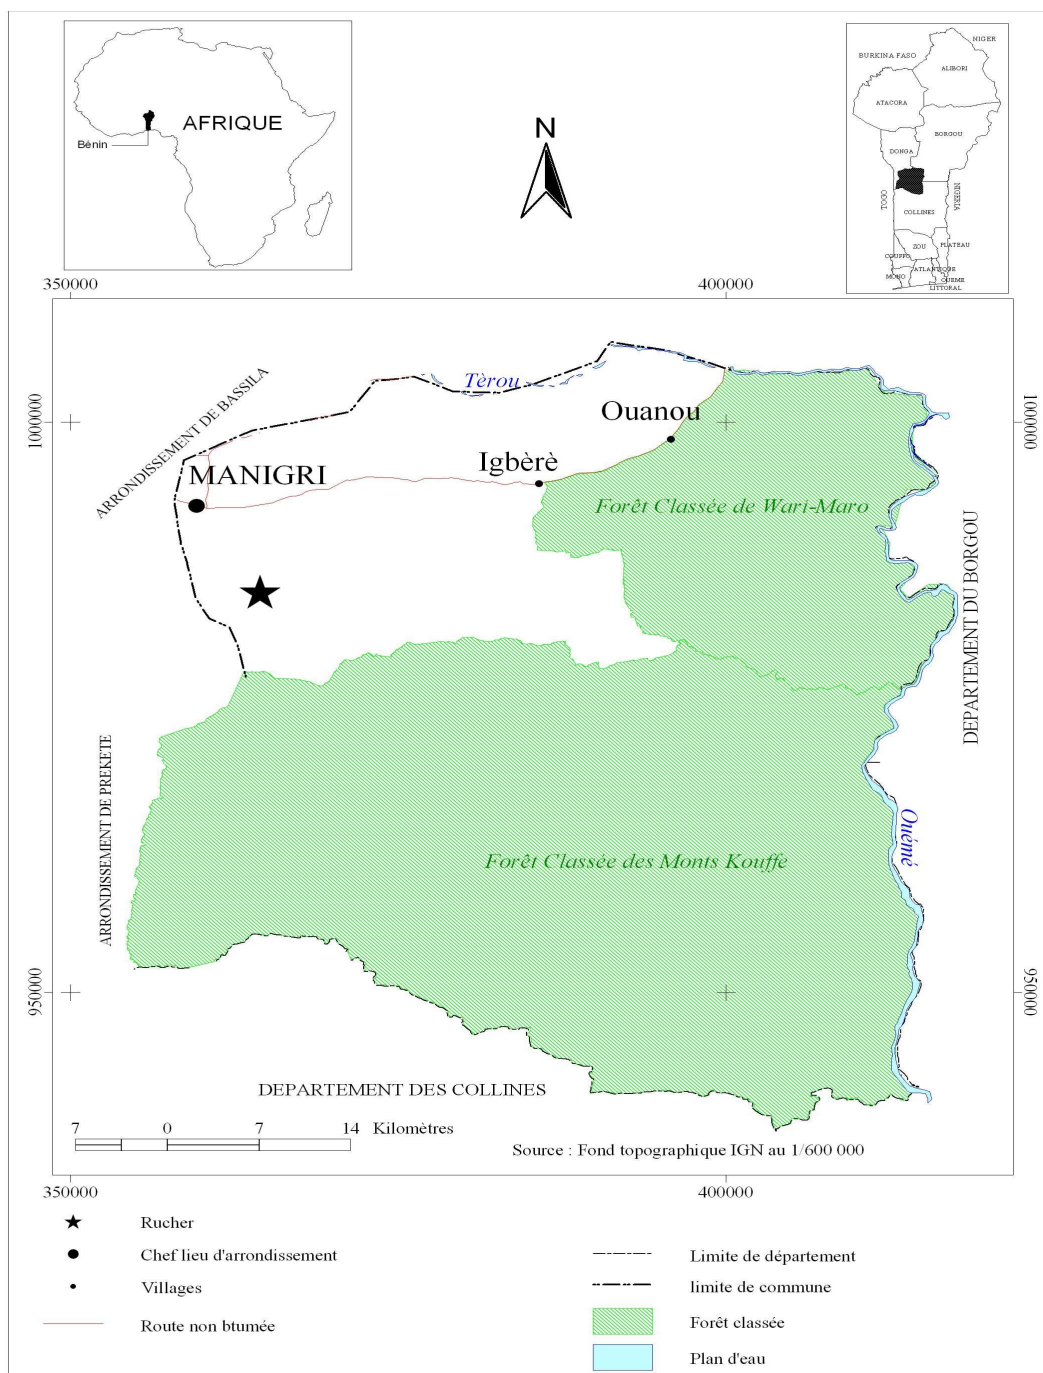 AFRIQUE
Bénin
N
NIGER
BURKINA FASO
ALIBORI
ATACORA
BORGOU
DONGA
TOGO
NIGERIA
COLLINES
ZOU
PLATEAU
COUFFO
ATLANTIQUE
MONO
OUEME
LITTORAL
350000
400000
1000000
1000000
ARRONDISSEMENT DE BASSILA
Tèrou
Ouanou
Igbèrè
MANIGRI
Forêt Classée de Wari-Maro
DEPARTEMENT DU BORGOU
ARRONDISSEMENT DE PREKETE
Ouémé
Forêt Classée des Monts Kouffe
950000
950000
DEPARTEMENT DES COLLINES
7 0 7 14 Kilomètres
Source : Fond topographique IGN au 1/600 000
350000
400000
Rucher
Chef lieu d'arrondissement
Villages
Route non btumée
Limite de département
limite de commune
Forêt classée
Plan d'eau